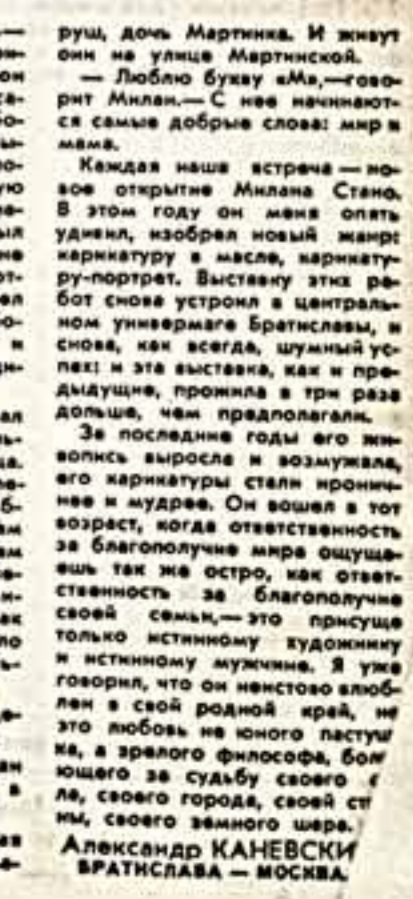 руш, дочь Мартинка. И живут
они на улице Мартинской.
— Люблю букву «М»,—гово-
рит Милан.— С нее начинают-
ся самые добрые слова: мир и
мама.
Каждая наша встреча — но-
вое открытие Милана Стано.
В этом году он меня опять
удивил, изобрел новый жанр:
карикатуру в масле, карикату-
ру-портрет. Выставку этих ра-
бот снова устроил в централь-
ном универмаге Братиславы, и
снова, как всегда, шумный ус-
пех: и эта выставка, как и пре-
дыдущие, прожила в три раза
дольше, чем предполагали.
За последние годы его жи-
вопись выросла и возмужала,
его карикатуры стали иронич-
нее и мудрее. Он вошел в тот
возраст, когда ответственность
за благополучие мира ощуща-
ешь так же остро, как ответ-
ственность за благополучие
своей семьи,— это присуще
только истинному художнику
и истинному мужчине. Я уже
говорил, что он неистово влюб-
лен в свой родной край, но
это любовь не юного пастуш
ка, а зрелого философа, бол
ющего за судьбу своего
ла, своего города, своей ст
ны, своего земного шара.
Александр КАНЕВСКИ
БРАТИСЛАВА — МОСКВА.